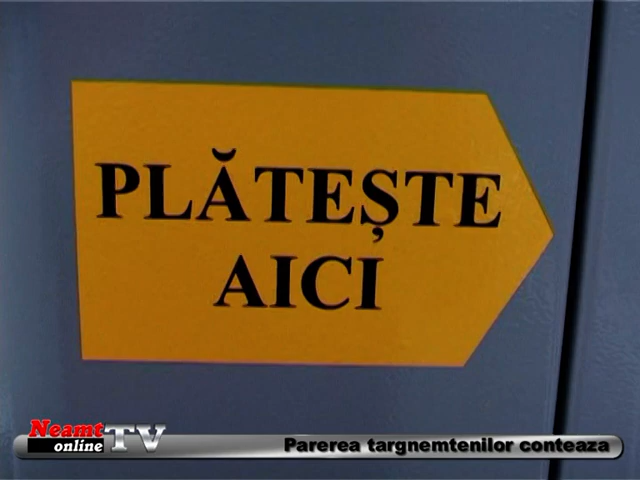 PLĂTEȘTE
AICI
Neamt
online TV
Parerea targnemtenilor conteaza